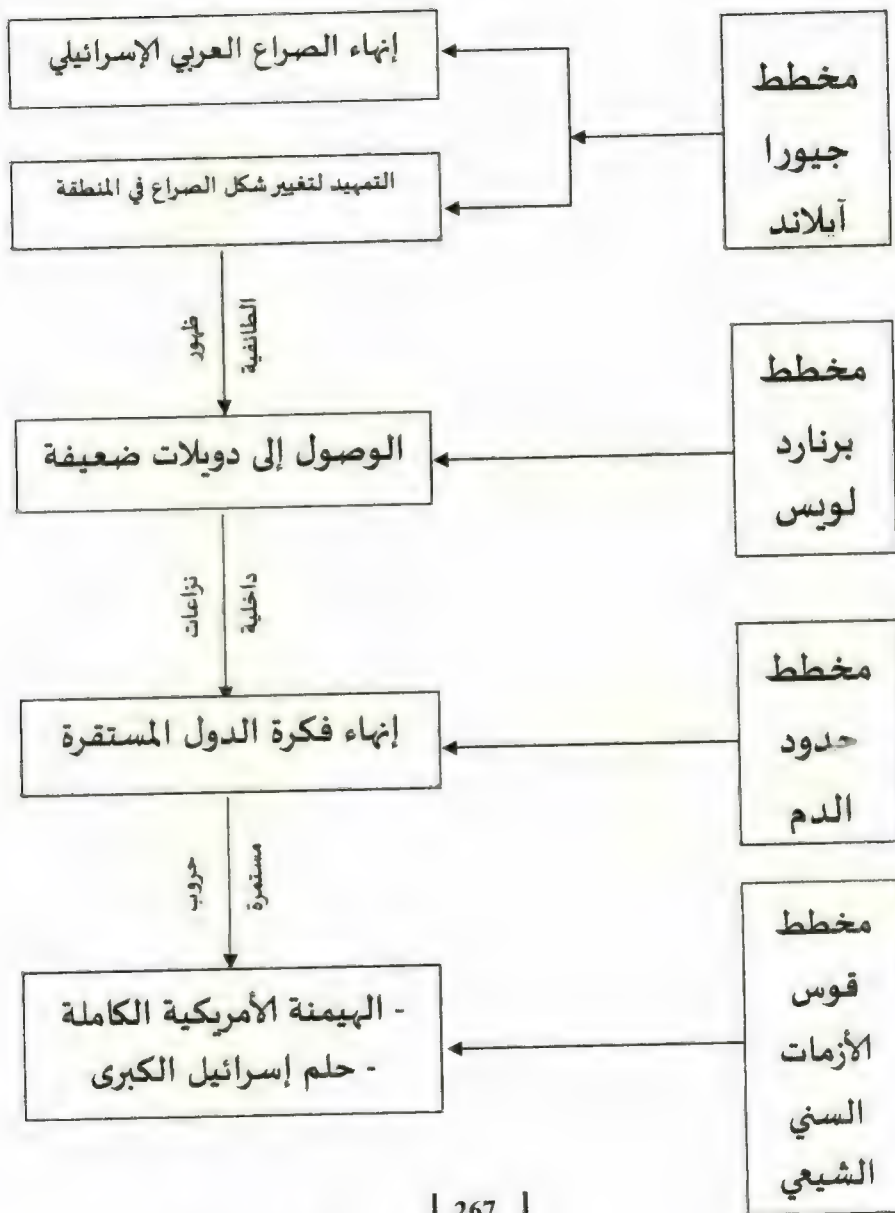 مخطط
جيورا
آيلاند
إنهاء الصراع العربي الإسرائيلي
التمهيد لتغيير شكل الصراع في المنطقة
ظهور
الطائفية
مخطط
برنارد
لويس
الوصول إلى دويلات ضعيفة
نزاعات
داخلية
مخطط
حدود
الدم
إنهاء فكرة الدول المستقرة
حروب
مستمرة
مخطط
قوس
الأزمات
السني
الشيعي
- الهيمنة الأمريكية الكاملة
- حلم إسرائيل الكبرى
267